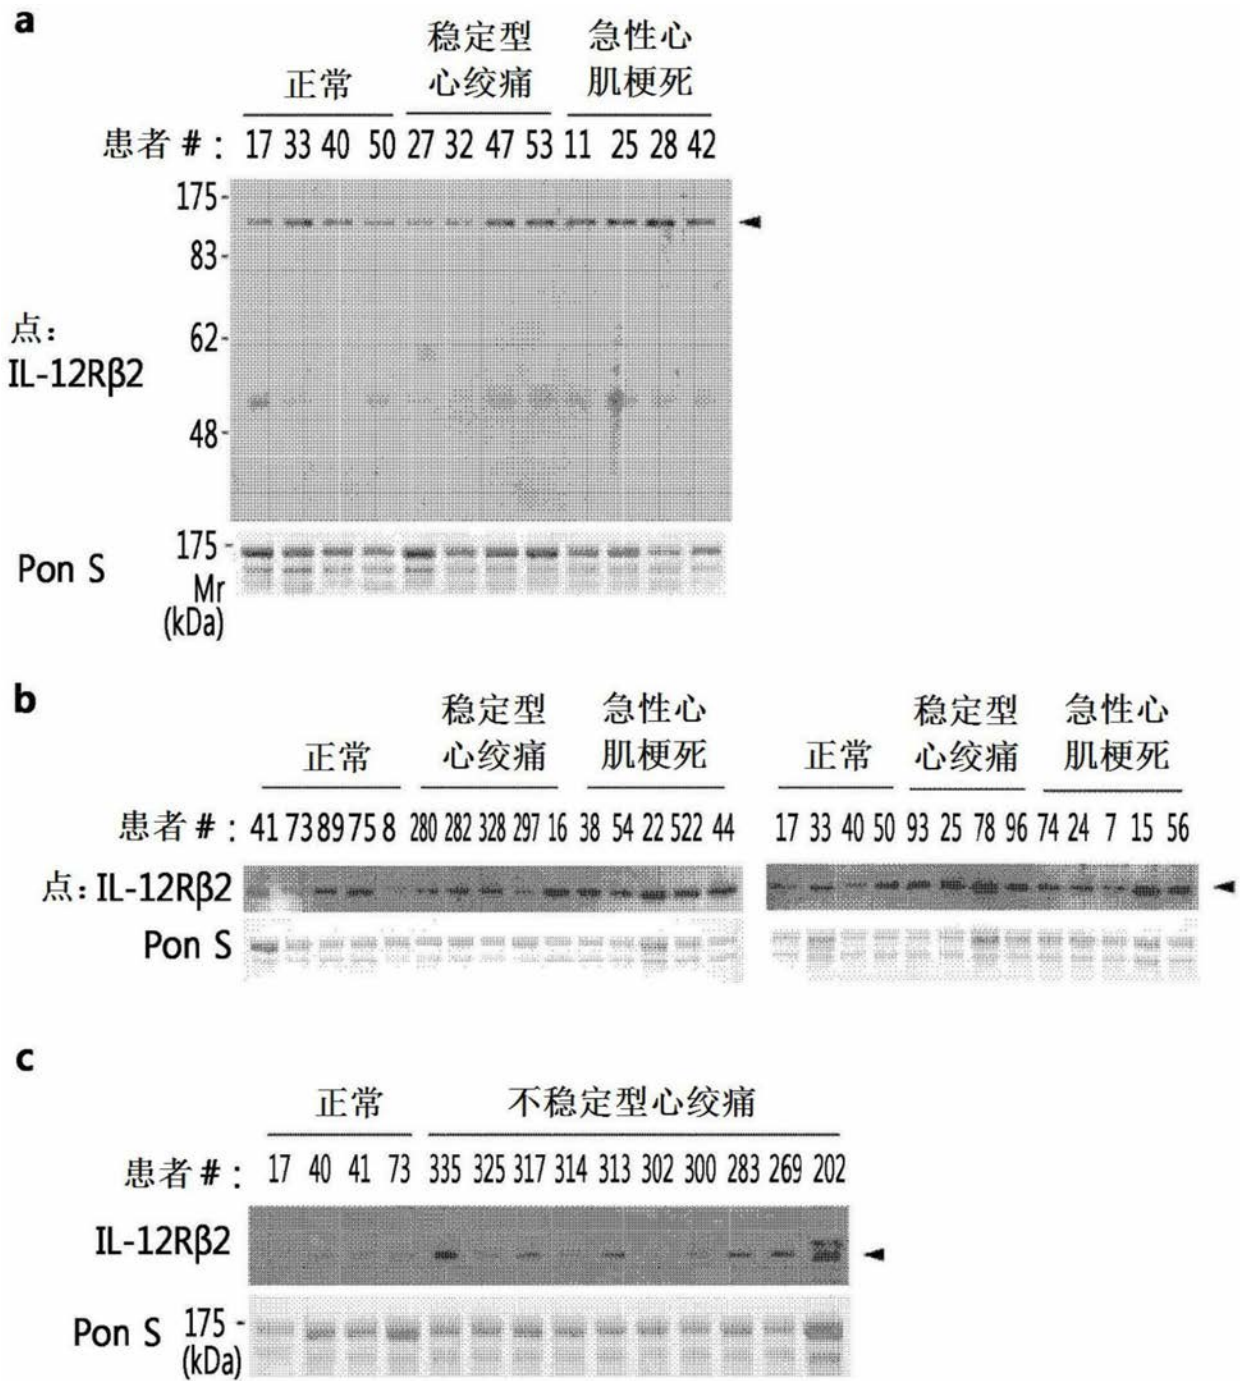 a
稳定型 急性心
正常 心绞痛 肌梗死
患者 # : 17 33 40 50 27 32 47 53 11 25 28 42
175-
83-
点:
62-
IL-12Rβ2
48-
175-
Pon S
Mr
(kDa)
b
稳定型 急性心 稳定型 急性心
正常 心绞痛 肌梗死 正常 心绞痛 肌梗死
患者 # : 41 73 89 75 8 280 282 328 297 16 38 54 22 522 44 17 33 40 50 93 25 78 96 74 24 7 15 56
点: IL-12Rβ2
Pon S
c
正常 不稳定型心绞痛
患者 # : 17 40 41 73 335 325 317 314 313 302 300 283 269 202
IL-12Rβ2
Pon S 175 -
(kDa)